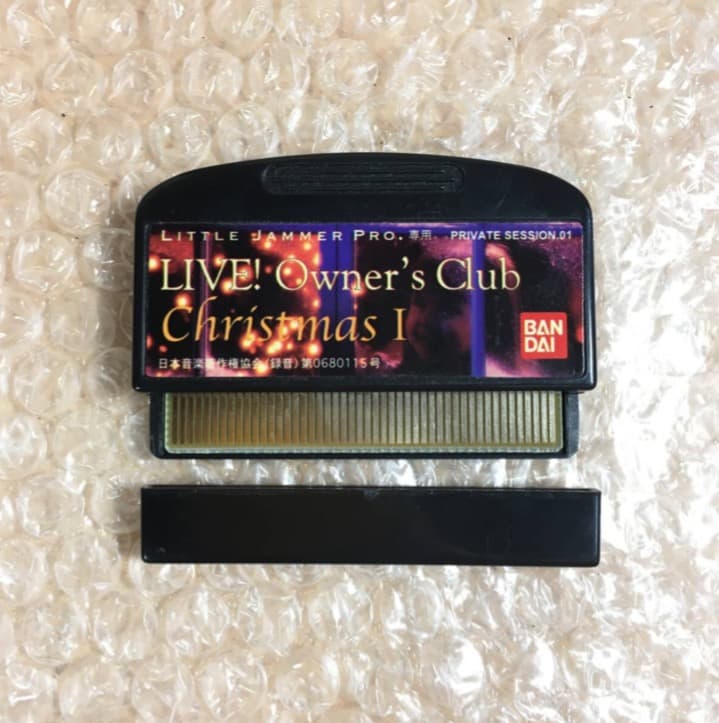 LITTLE JAMMER PRO. 専用 PRIVATE SESSION.01
LIVE! Owner's Club
Christmas I
BAN
DAI
日本音楽著作権協会(録音)第0680115号